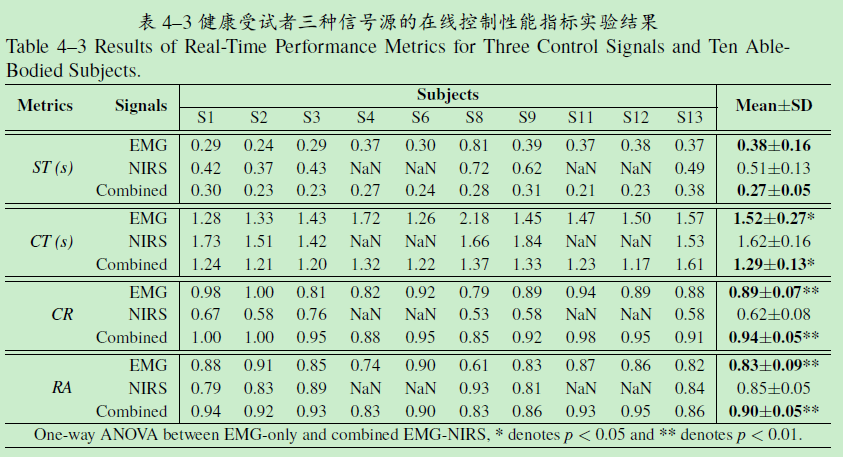 表 4–3 健康受试者三种信号源的在线控制性能指标实验结果
Table 4–3 Results of Real-Time Performance Metrics for Three Control Signals and Ten Able-
Bodied Subjects.
Metrics Signals Subjects Mean±SD
S1 S2 S3 S4 S6 S8 S9 S11 S12 S13
EMG 0.29 0.24 0.29 0.37 0.30 0.81 0.39 0.37 0.38 0.37 0.38±0.16
ST (s) NIRS 0.42 0.37 0.43 NaN NaN 0.72 0.62 NaN NaN 0.49 0.51±0.13
Combined 0.30 0.23 0.23 0.27 0.24 0.28 0.31 0.21 0.23 0.38 0.27±0.05
EMG 1.28 1.33 1.43 1.72 1.26 2.18 1.45 1.47 1.50 1.57 1.52±0.27*
CT (s) NIRS 1.73 1.51 1.42 NaN NaN 1.66 1.84 NaN NaN 1.53 1.62±0.16
Combined 1.24 1.21 1.20 1.32 1.22 1.37 1.33 1.23 1.17 1.61 1.29±0.13*
EMG 0.98 1.00 0.81 0.82 0.92 0.79 0.89 0.94 0.89 0.88 0.89±0.07**
CR NIRS 0.67 0.58 0.76 NaN NaN 0.53 0.58 NaN NaN 0.58 0.62±0.08
Combined 1.00 1.00 0.95 0.88 0.95 0.85 0.92 0.98 0.95 0.91 0.94±0.05**
EMG 0.88 0.91 0.85 0.74 0.90 0.61 0.83 0.87 0.86 0.82 0.83±0.09**
RA NIRS 0.79 0.83 0.89 NaN NaN 0.93 0.81 NaN NaN 0.84 0.85±0.05
Combined 0.94 0.92 0.93 0.83 0.90 0.83 0.86 0.93 0.95 0.86 0.90±0.05**
One-way ANOVA between EMG-only and combined EMG-NIRS, * denotes p < 0.05 and ** denotes p < 0.01.